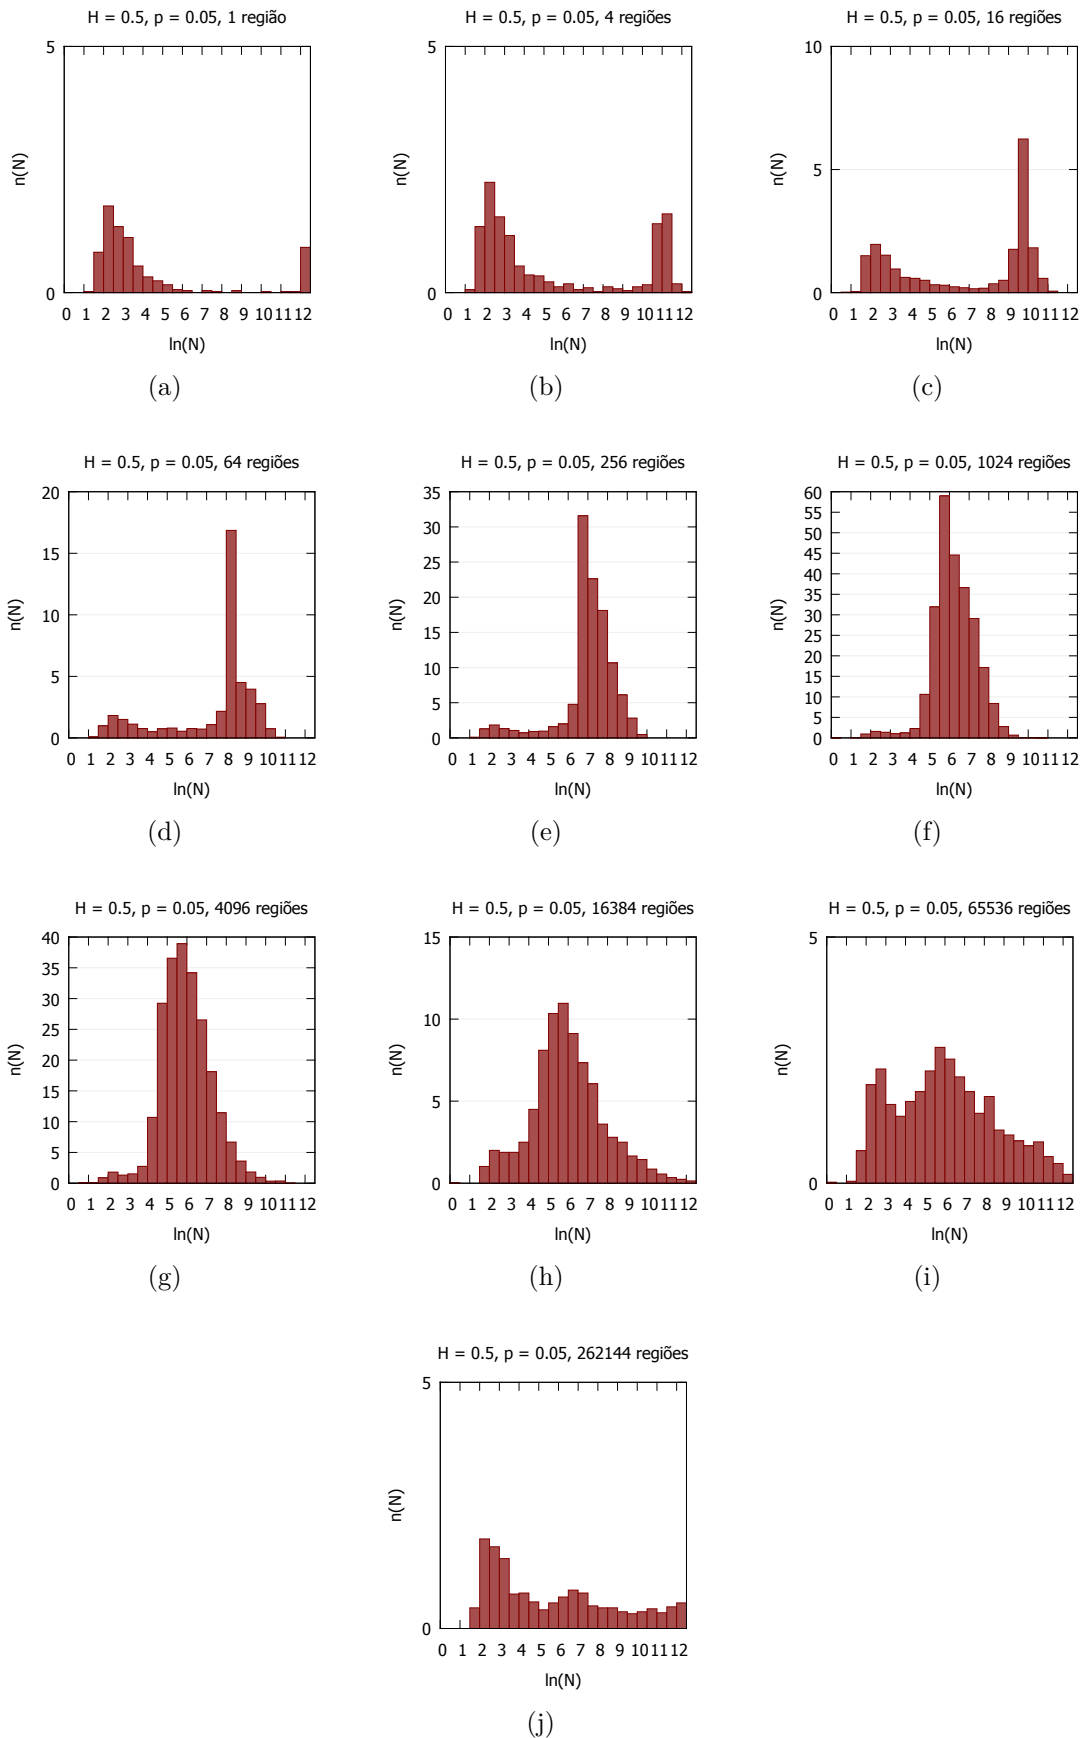 H = 0.5, p = 0.05, 1 região
5
n(N)
0
0 1 2 3 4 5 6 7 8 9 10 11 12
ln(N)
(a)
H = 0.5, p = 0.05, 4 regiões
5
n(N)
0
0 1 2 3 4 5 6 7 8 9 10 11 12
ln(N)
(b)
H = 0.5, p = 0.05, 16 regiões
10
5
n(N)
0
0 1 2 3 4 5 6 7 8 9 10 11 12
ln(N)
(c)
H = 0.5, p = 0.05, 64 regiões
20
15
10
n(N)
5
0
0 1 2 3 4 5 6 7 8 9 10 11 12
ln(N)
(d)
H = 0.5, p = 0.05, 256 regiões
35
30
25
20
n(N)
15
10
5
0
0 1 2 3 4 5 6 7 8 9 10 11 12
ln(N)
(e)
H = 0.5, p = 0.05, 1024 regiões
60
55
50
45
40
35
30
n(N)
25
20
15
10
5
0
0 1 2 3 4 5 6 7 8 9 10 11 12
ln(N)
(f)
H = 0.5, p = 0.05, 4096 regiões
40
35
30
25
20
n(N)
15
10
5
0
0 1 2 3 4 5 6 7 8 9 10 11 12
ln(N)
(g)
H = 0.5, p = 0.05, 16384 regiões
15
10
n(N)
5
0
0 1 2 3 4 5 6 7 8 9 10 11 12
ln(N)
(h)
H = 0.5, p = 0.05, 65536 regiões
5
n(N)
0
0 1 2 3 4 5 6 7 8 9 10 11 12
ln(N)
(i)
H = 0.5, p = 0.05, 262144 regiões
5
n(N)
0
0 1 2 3 4 5 6 7 8 9 10 11 12
ln(N)
(j)